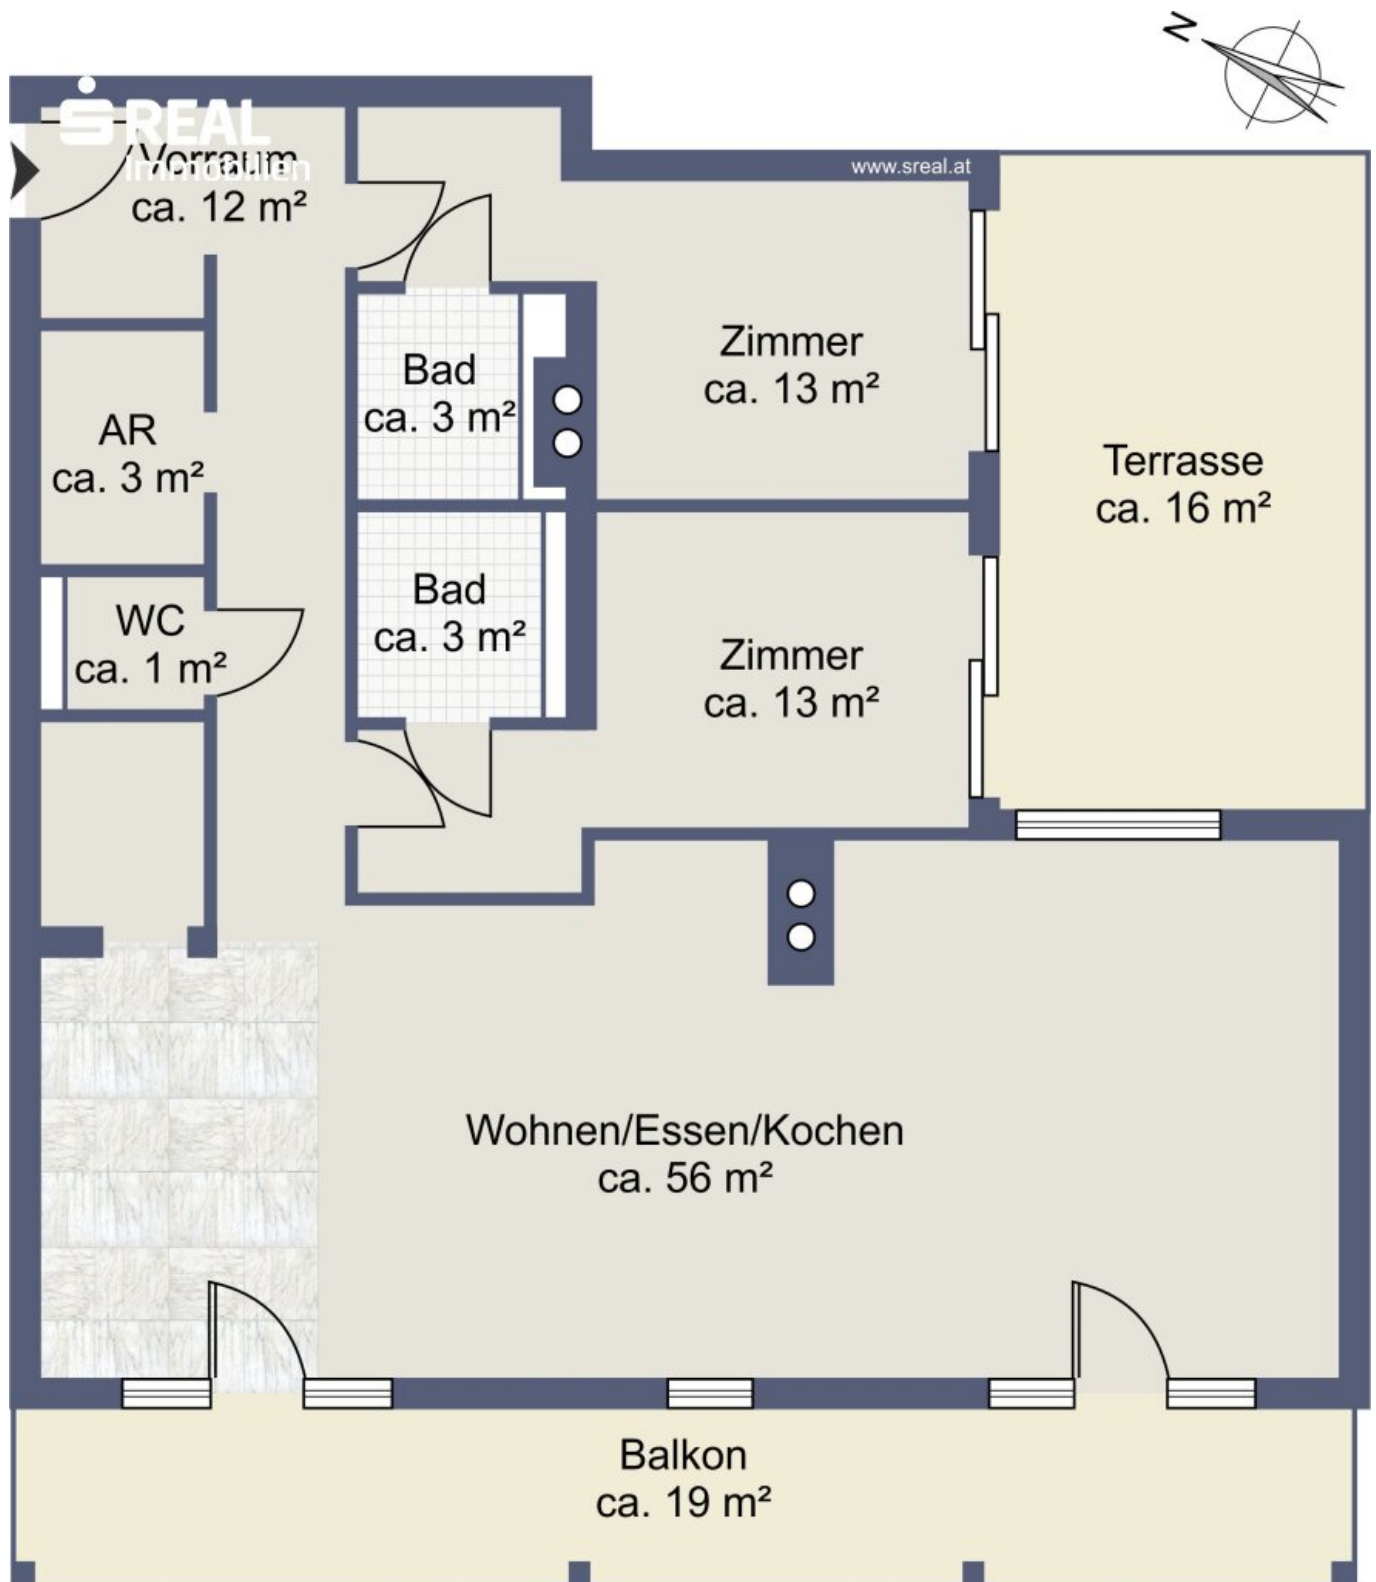 N
S REAL
Immobilien
Vorraum
ca. 12 m²
www.sreal.at
Bad
ca. 3 m²
Zimmer
ca. 13 m²
AR
ca. 3 m²
Terrasse
ca. 16 m²
Bad
ca. 3 m²
WC
ca. 1 m²
Zimmer
ca. 13 m²
Wohnen/Essen/Kochen
ca. 56 m²
Balkon
ca. 19 m²